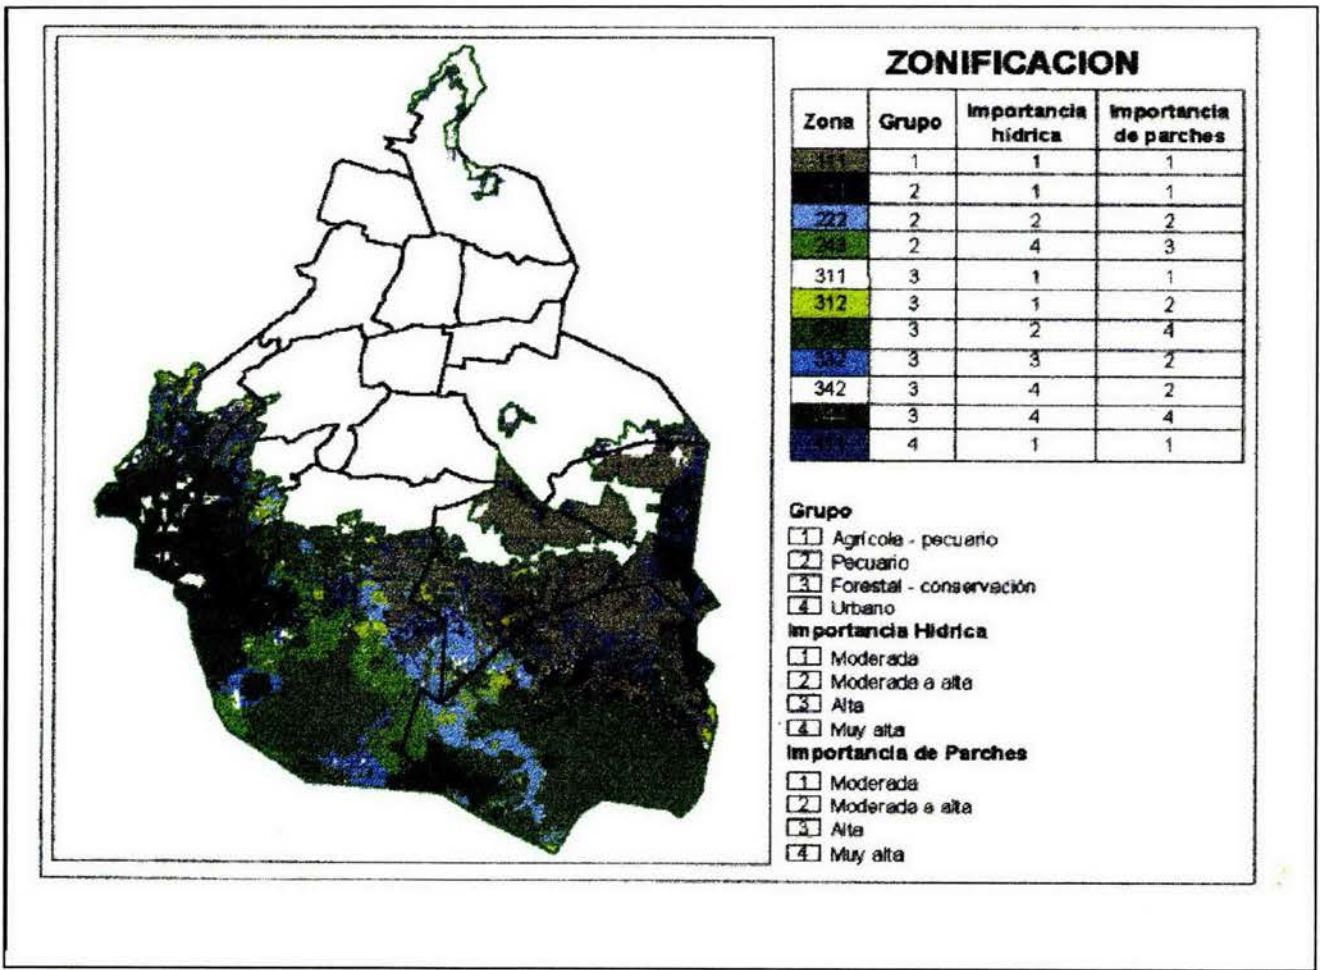 ZONIFICACION
Zona Grupo Importancia hídrica Importancia de parches
111 1 1 1
2 1 1
222 2 2 2
243 2 4 3
311 3 1 1
312 3 1 2
3 2 4
332 3 3 2
342 3 4 2
3 4 4
411 4 1 1
Grupo
1 Agrícola - pecuario
2 Pecuario
3 Forestal - conservación
4 Urbano
Importancia Hídrica
1 Moderada
2 Moderada a alta
3 Alta
4 Muy alta
Importancia de Parches
1 Moderada
2 Moderada a alta
3 Alta
4 Muy alta